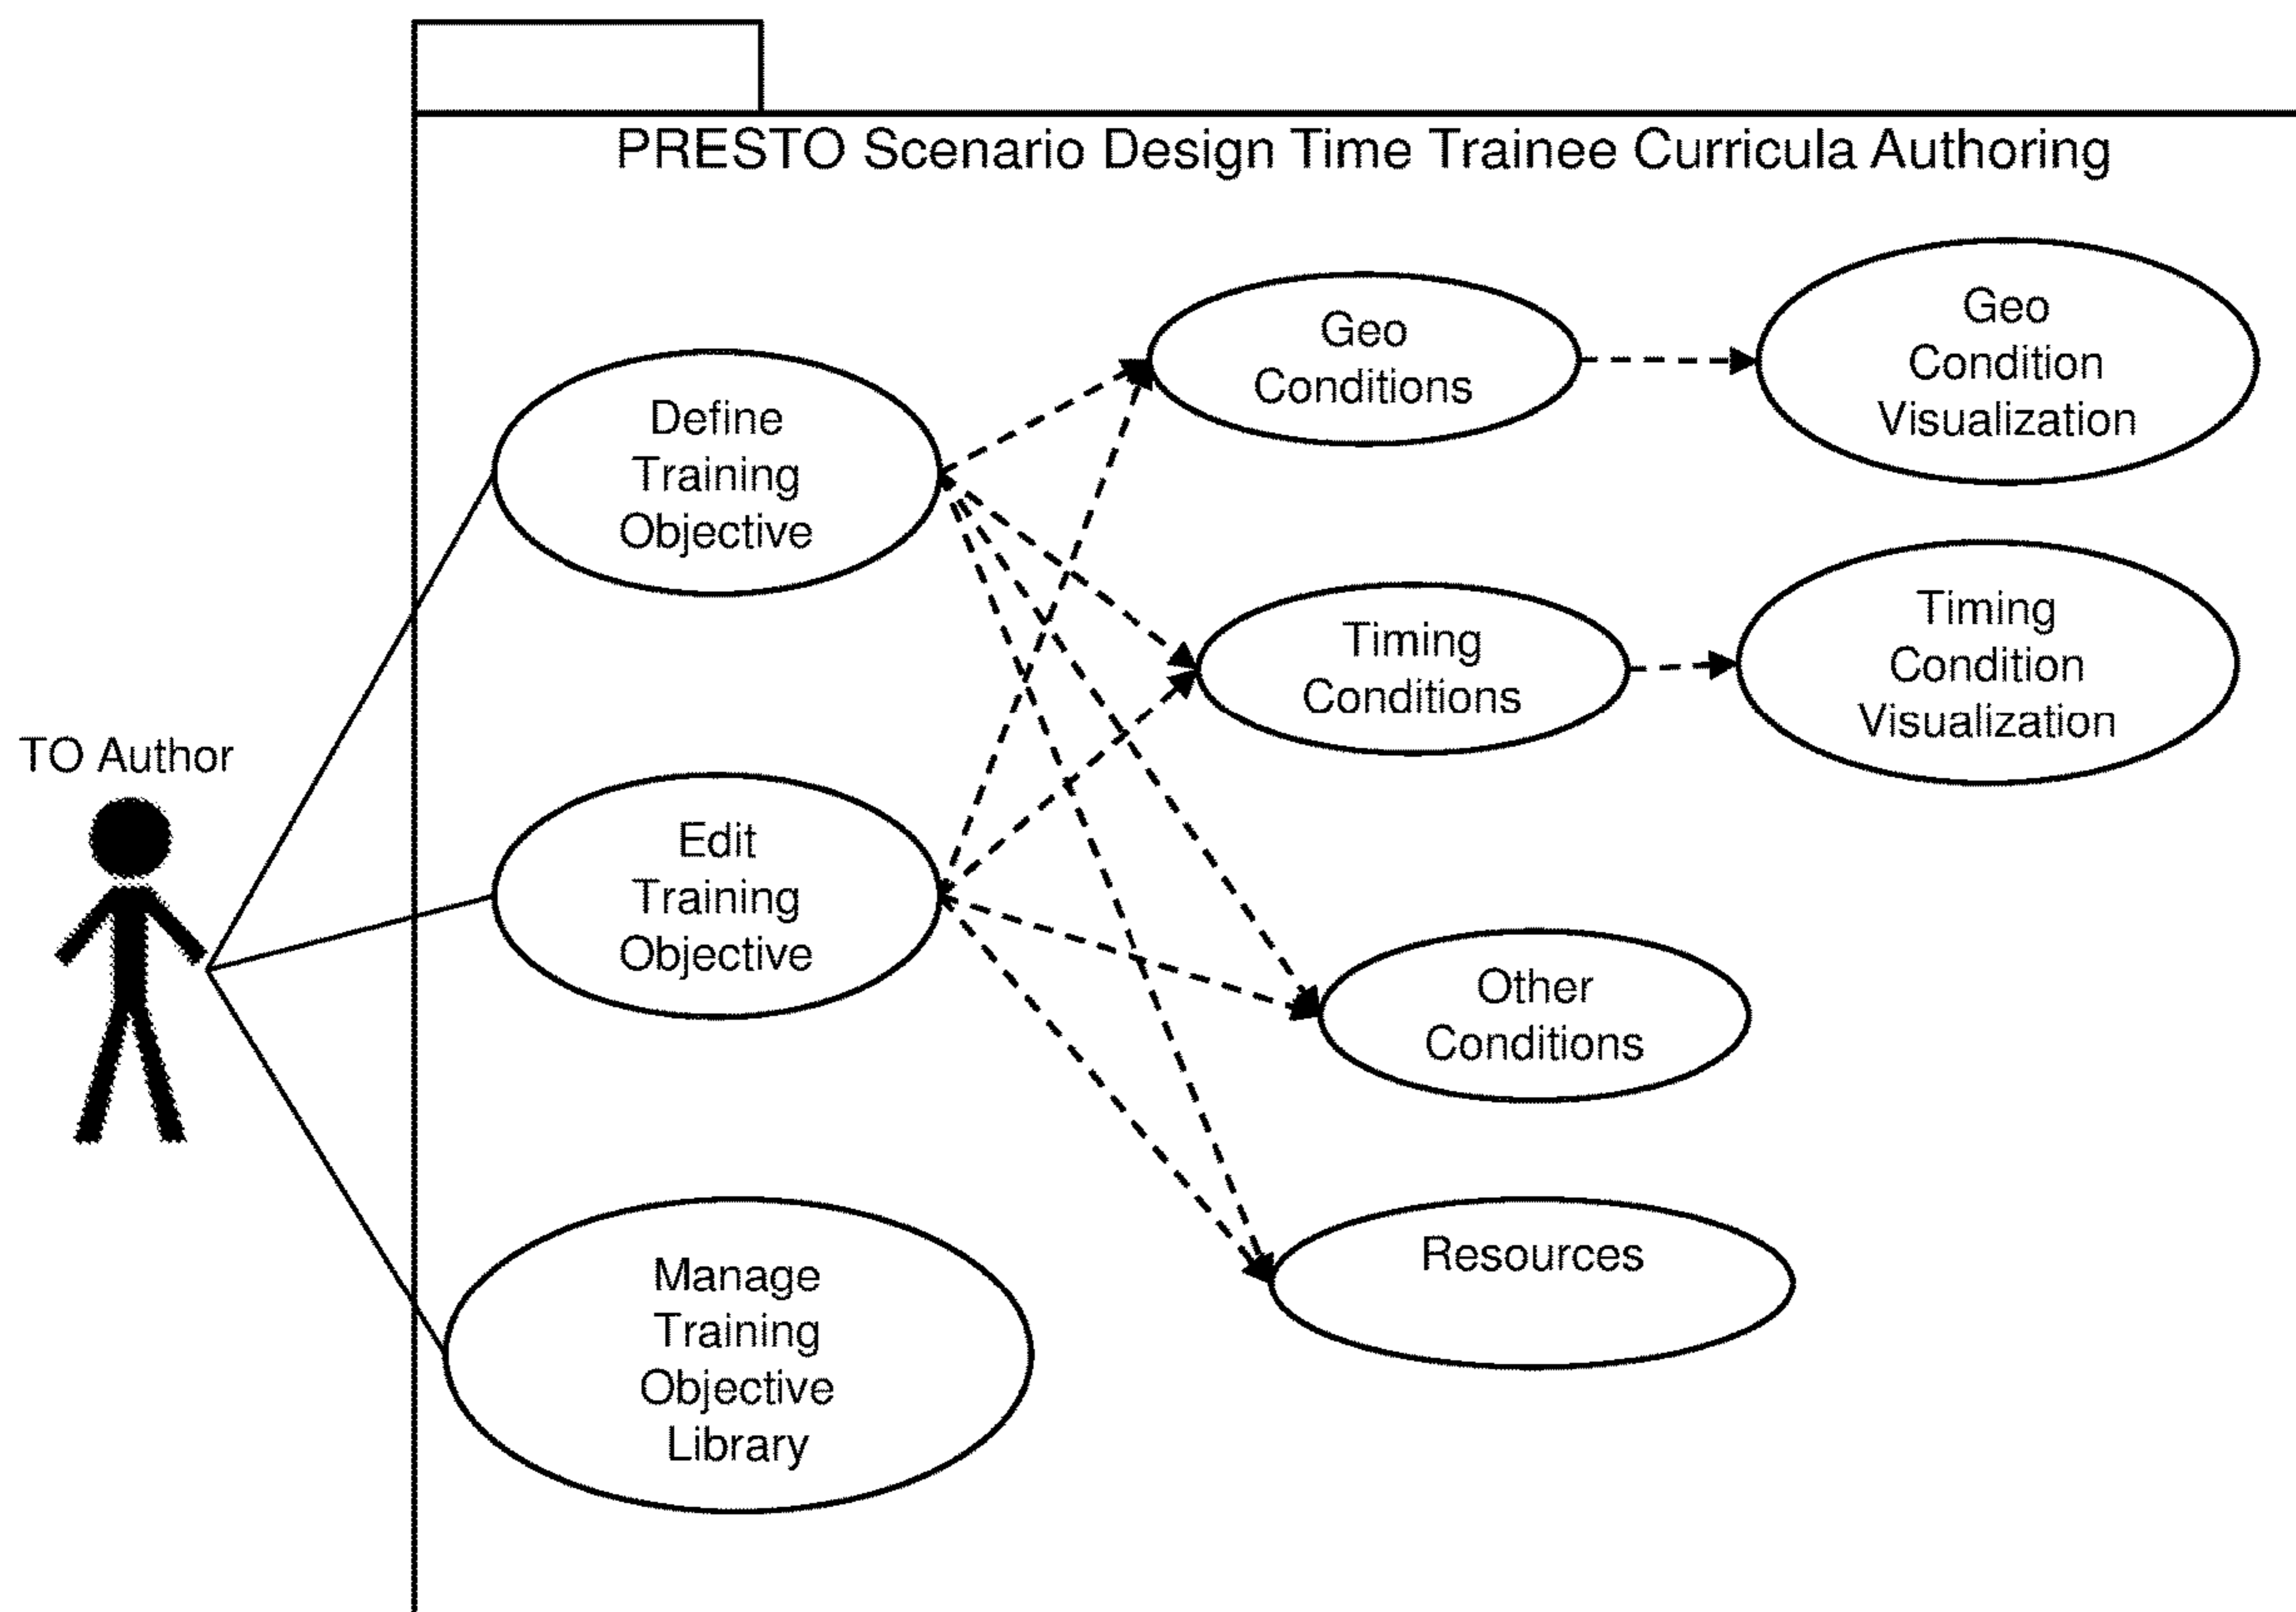 PRESTO Scenario Design Time Trainee Curricula Authoring
Geo
Conditions
Geo
Condition
Visualization
Define
Training
Objective
Timing
Conditions
Timing
Condition
Visualization
TO Author
Edit
Training
Objective
Other
Conditions
Resources
Manage
Training
Objective
Library